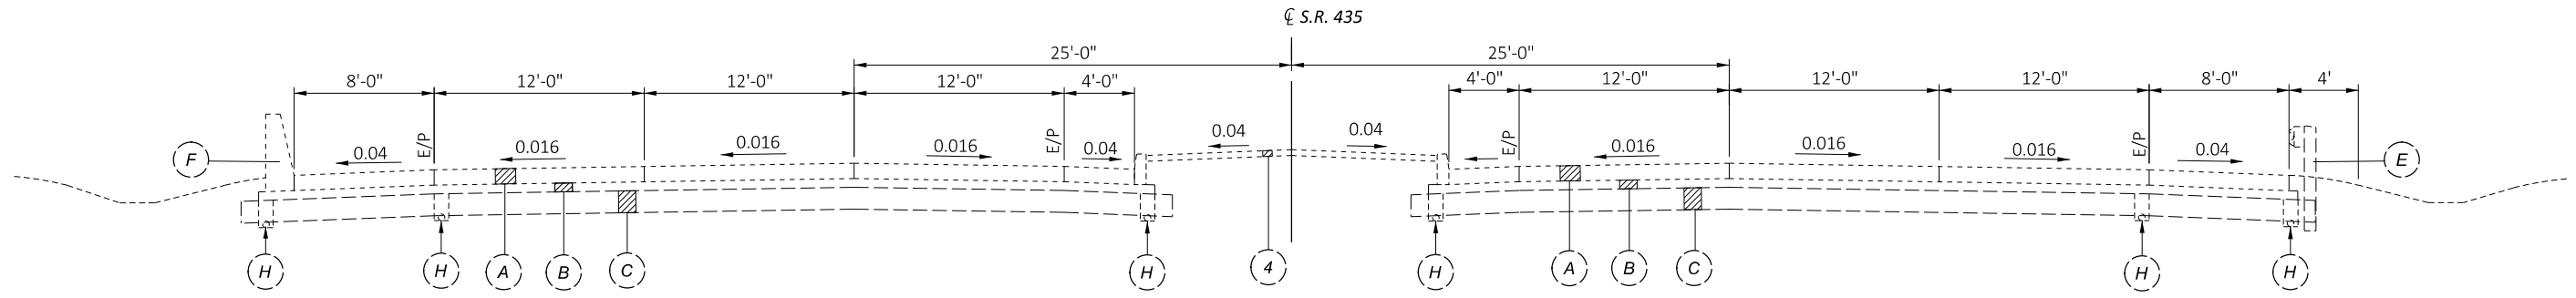 ℄ S.R. 435
25'-0" 25'-0"
8'-0" 12'-0" 12'-0" 12'-0" 4'-0" 4'-0" 12'-0" 12'-0" 12'-0" 8'-0" 4'
E/P E/P E/P E/P
F 0.04 0.016 0.016 0.016 0.04 0.04 0.04 0.016 0.016 0.016 0.04 E
H H A B C H 4 H A B C H H